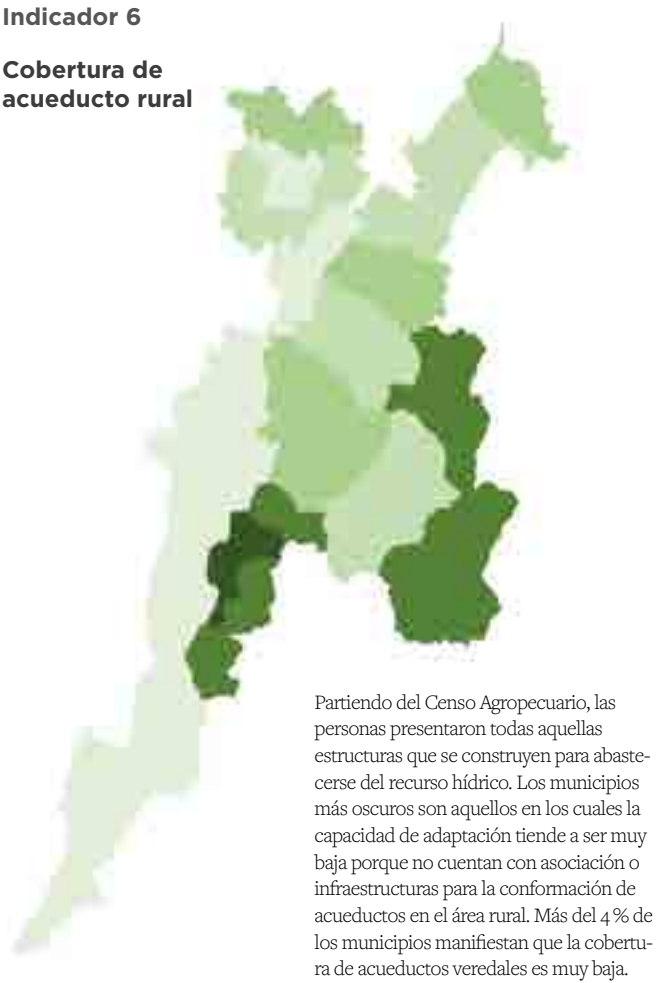 Indicador 6
Cobertura de
acueducto rural
Partiendo del Censo Agropecuario, las
personas presentaron todas aquellas
estructuras que se construyen para abaste-
cerse del recurso hídrico. Los municipios
más oscuros son aquellos en los cuales la
capacidad de adaptación tiende a ser muy
baja porque no cuentan con asociación o
infraestructuras para la conformación de
acueductos en el área rural. Más del 4 % de
los municipios manifiestan que la cobertu-
ra de acueductos veredales es muy baja.